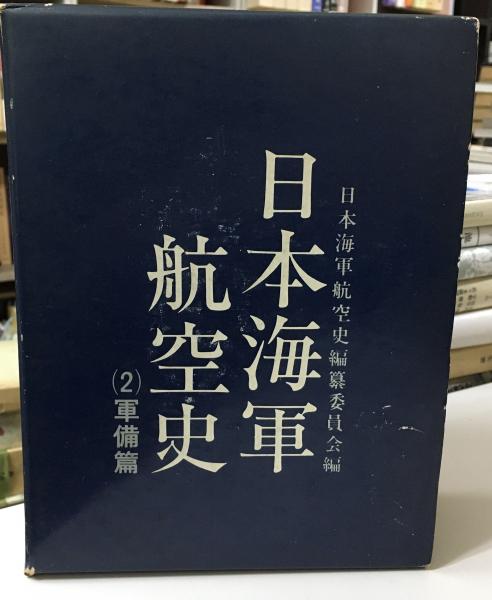 日本海軍航空史編纂委員会編
日本海軍
航空史
(2)軍備篇